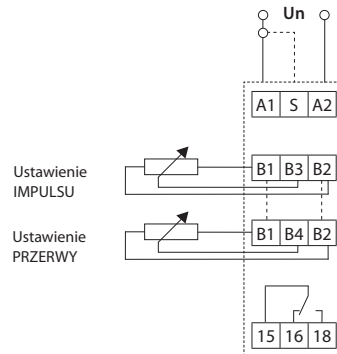 Un
A1 S A2
Ustawienie
IMPULSU
B1 B3 B2
Ustawienie
PRZERWY
B1 B4 B2
15 16 18